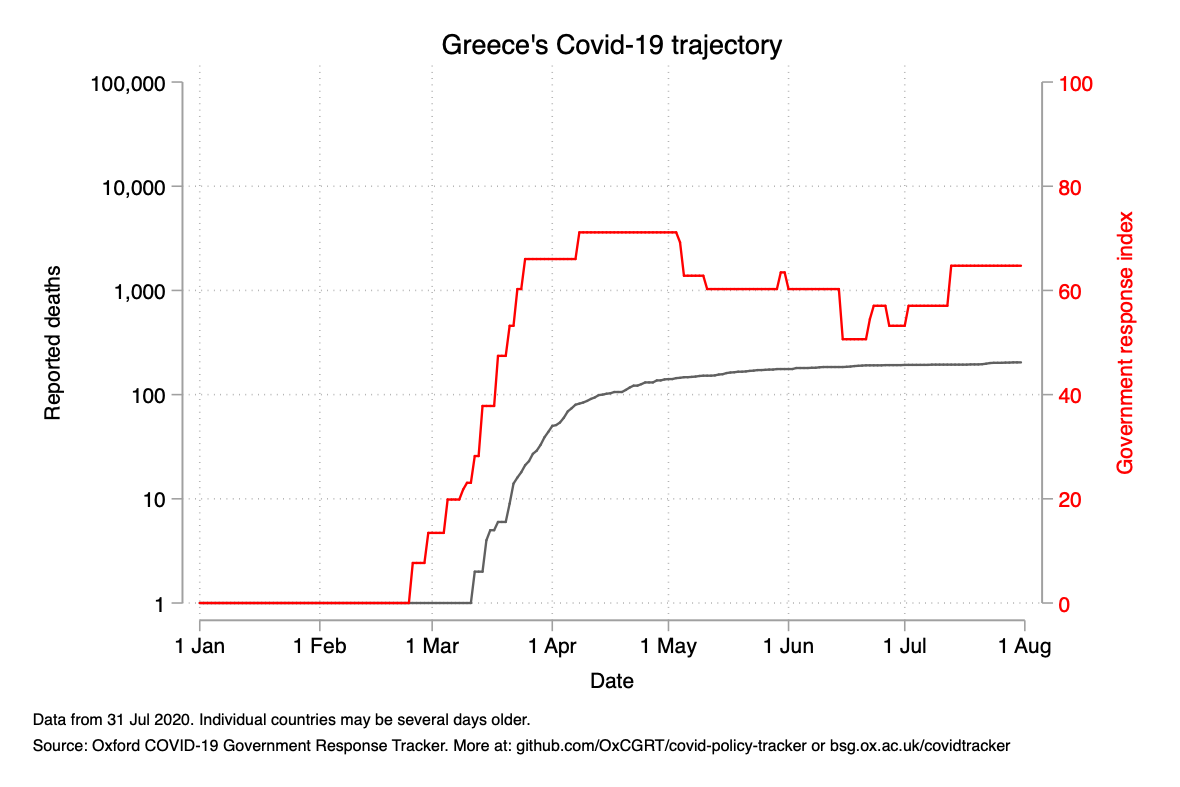 Greece's Covid-19 trajectory
100,000
10,000
1,000
100
10
1
Reported deaths
100
80
60
40
20
0
Government response index
1 Jan 1 Feb 1 Mar 1 Apr 1 May 1 Jun 1 Jul 1 Aug
Date
Data from 31 Jul 2020. Individual countries may be several days older.
Source: Oxford COVID-19 Government Response Tracker. More at: github.com/OxCGRT/covid-policy-tracker or bsg.ox.ac.uk/covidtracker